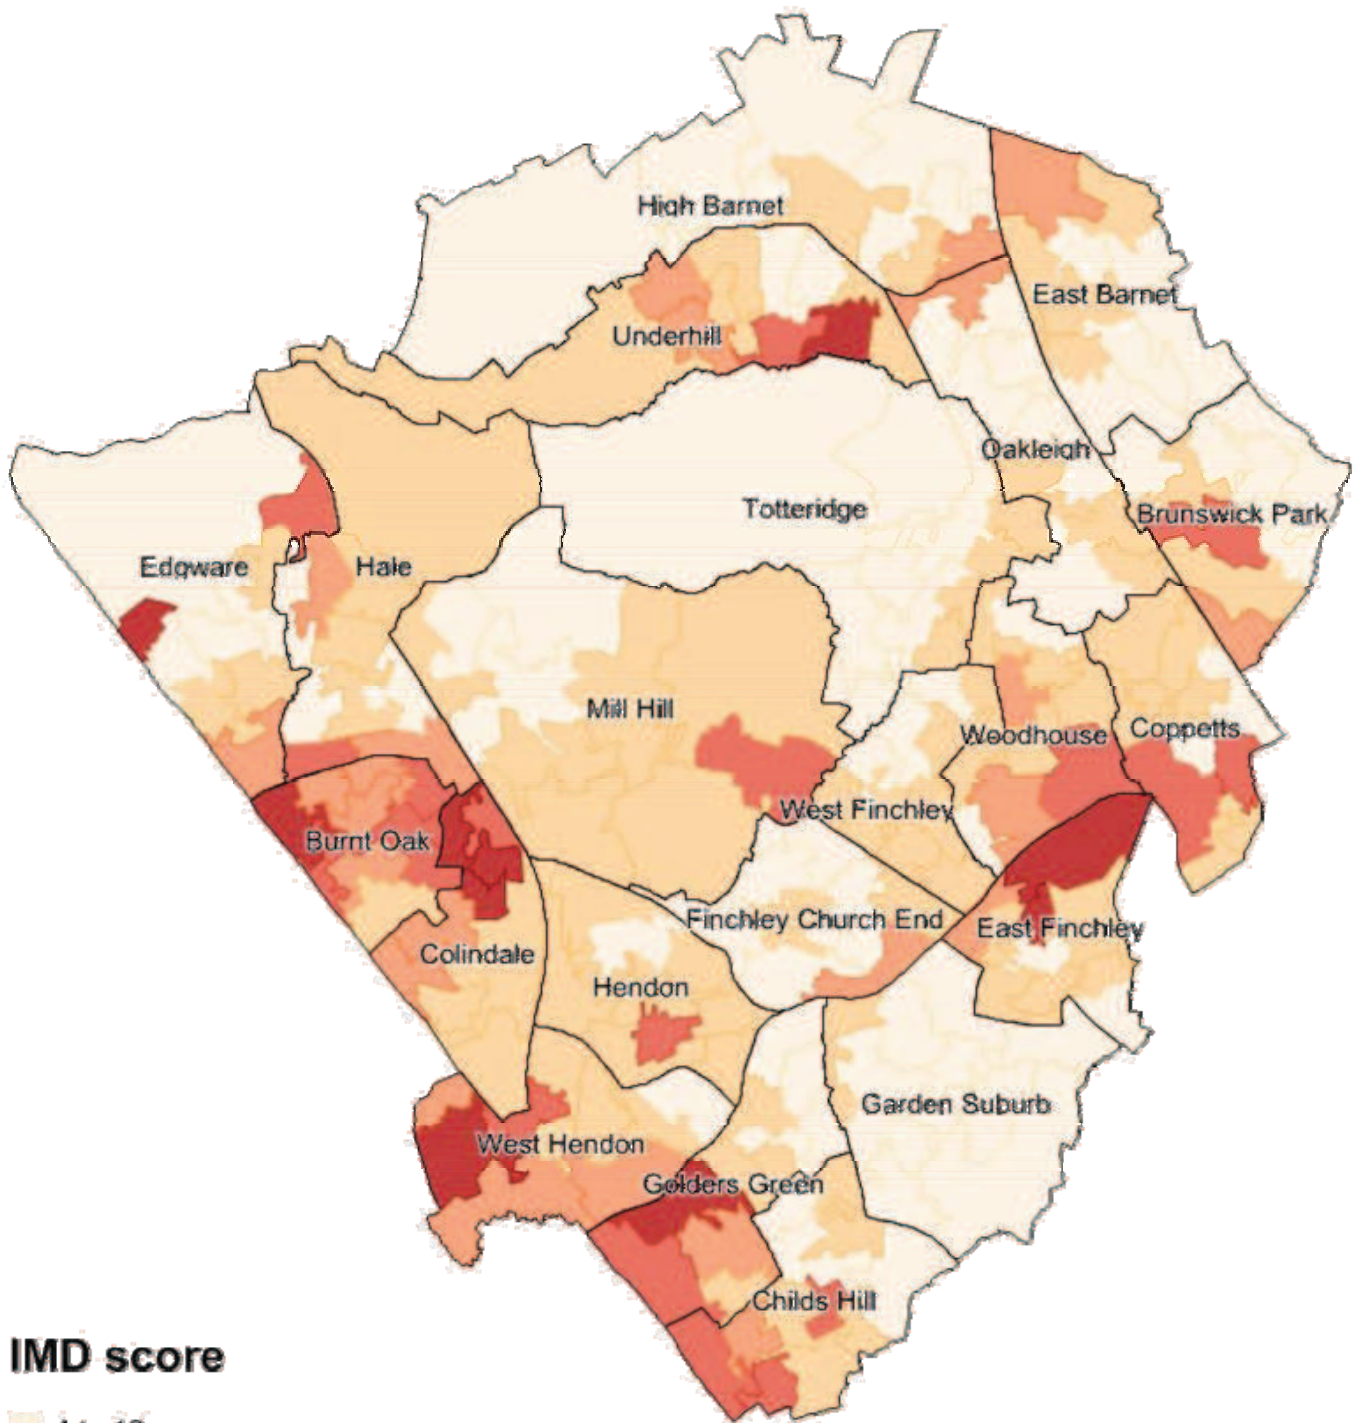 High Barnet
East Barnet
Underhill
Oakleigh
Totteridge
Brunswick Park
Edgware
Hale
Mill Hill
Woodhouse
Coppetts
West Finchley
Burnt Oak
Finchley Church End
East Finchley
Colindale
Hendon
Garden Suburb
West Hendon
Golders Green
Childs Hill
IMD score